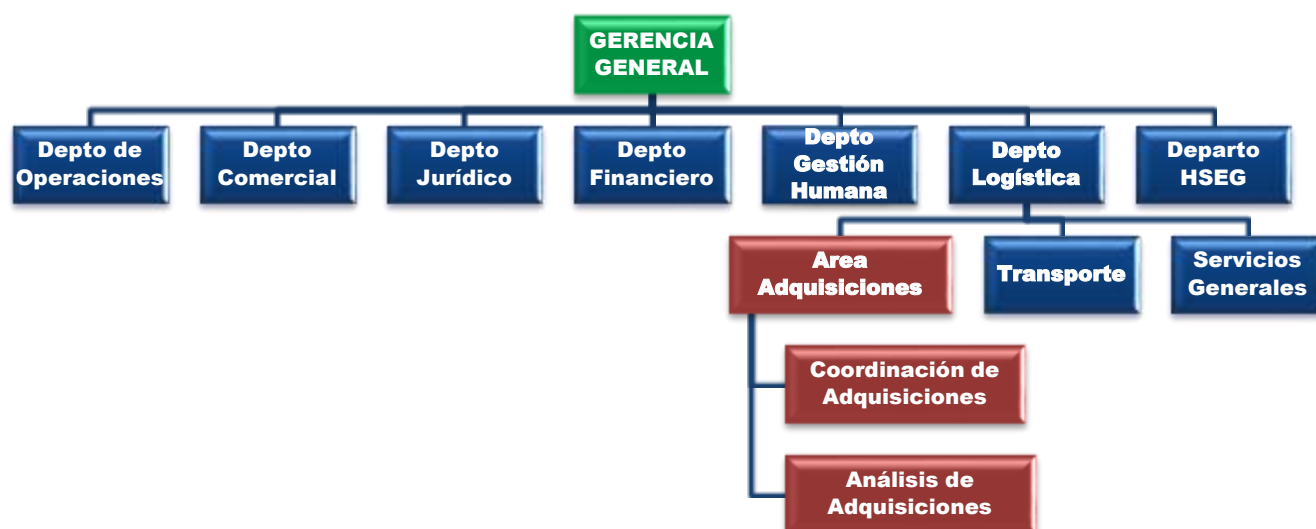 GERENCIA
GENERAL
Depto de
Operaciones
Depto
Comercial
Depto
Jurídico
Depto
Financiero
Depto
Gestión
Humana
Depto
Logística
Departo
HSEG
Area
Adquisiciones
Transporte
Servicios
Generales
Coordinación de
Adquisiciones
Análisis de
Adquisiciones